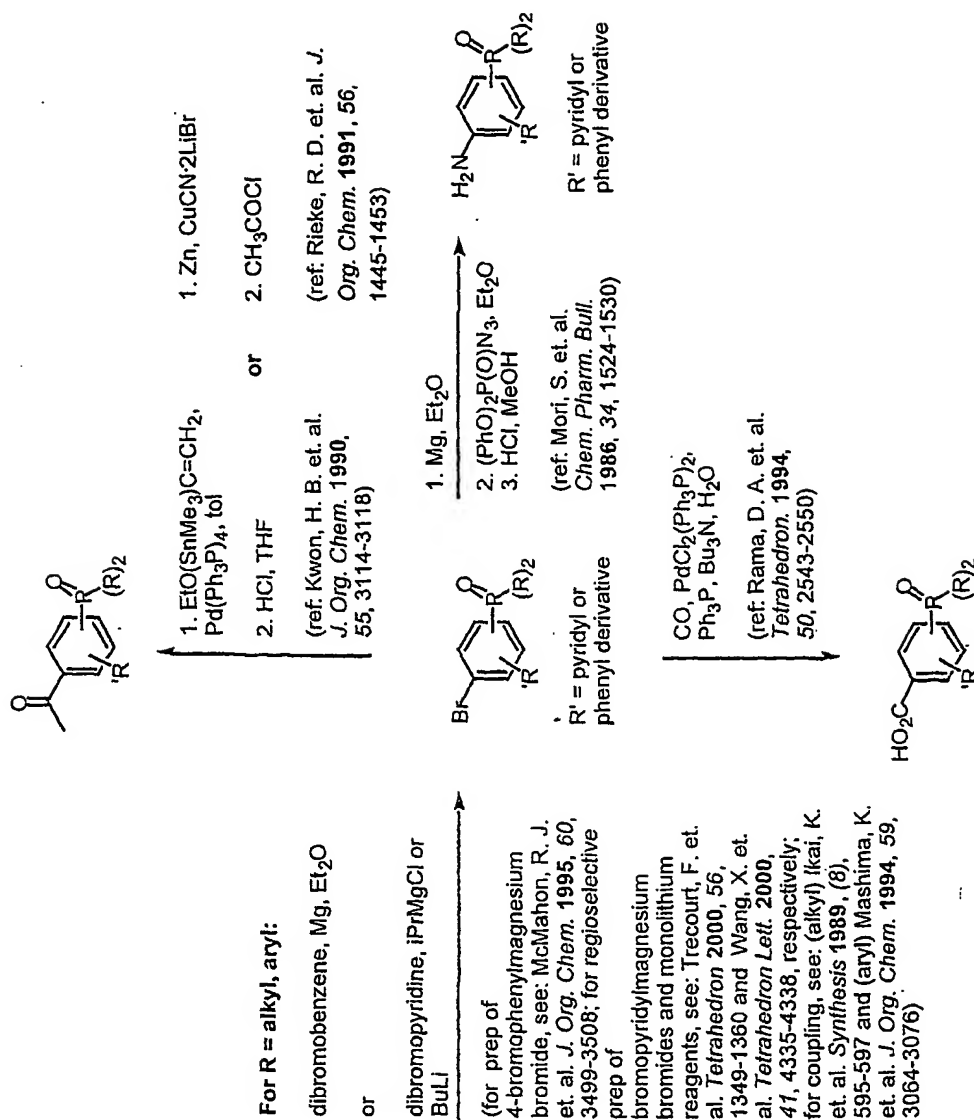 O
'R
R
O
(R)₂
1. EtO(SnMe₃)C=CH₂,
Pd(Ph₃P)₄, tol
2. HCl, THF
(ref: Kwon, H. B. et. al.
J. Org. Chem. 1990,
55, 3114-3118)
or
1. Zn, CuCN·2LiBr
2. CH₃COCl
(ref: Rieke, R. D. et. al. J
Org. Chem. 1991, 56,
1445-1453)
For R = alkyl, aryl:
dibromobenzene, Mg, Et₂O
or
dibromopyridine, iPrMgCl or
BuLi
(for prep of
4-bromophenylmagnesium
bromide, see: McMahon, R. J.
et. al. J. Org. Chem. 1995, 60,
3499-3508; for regioselective
prep of
bromopyridylmagnesium
bromides and monolithium
reagents, see: Trecourt, F. et.
al. Tetrahedron 2000, 56,
1349-1360 and Wang, X. et.
al. Tetrahedron Lett. 2000,
41, 4335-4338, respectively;
for coupling, see: (alkyl) Ikai, K.
et. al. Synthesis 1989, (8),
595-597 and (aryl) Mashima, K.
et. al. J. Org. Chem. 1994, 59,
3064-3076)
Br
'R
R
O
(R)₂
R' = pyridyl or
phenyl derivative
1. Mg, Et₂O
2. (PhO)₂P(O)N₃, Et₂O
3. HCl, MeOH
(ref: Mori, S. et. al.
Chem. Pharm. Bull.
1986, 34, 1524-1530)
H₂N
'R
R
O
(R)₂
R' = pyridyl or
phenyl derivative
CO, PdCl₂(Ph₃P)₂,
Ph₃P, Bu₃N, H₂O
(ref: Rama, D. A. et. al.
Tetrahedron. 1994,
50, 2543-2550)
HO₂C
'R
R
O
(R)₂